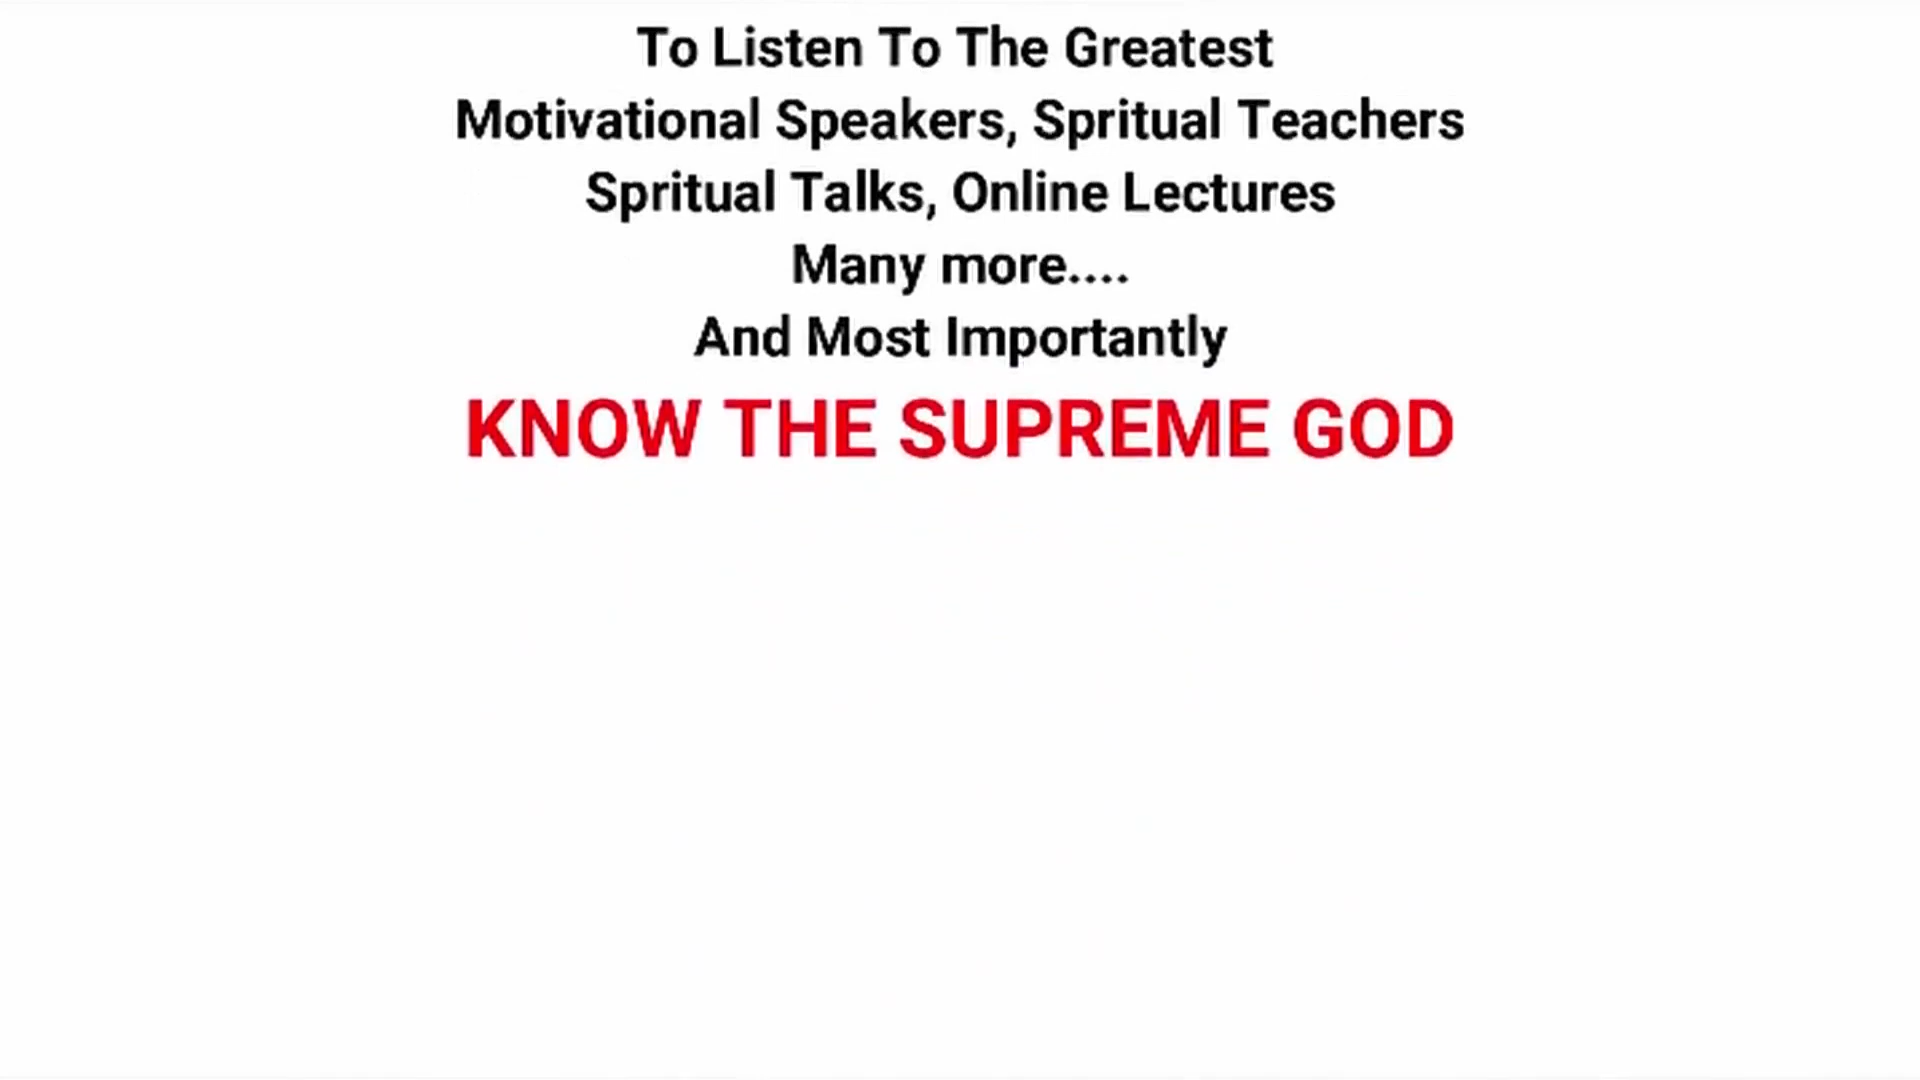 To Listen To The Greatest
Motivational Speakers, Spritual Teachers
Spritual Talks, Online Lectures
Many more....
And Most Importantly
KNOW THE SUPREME GOD